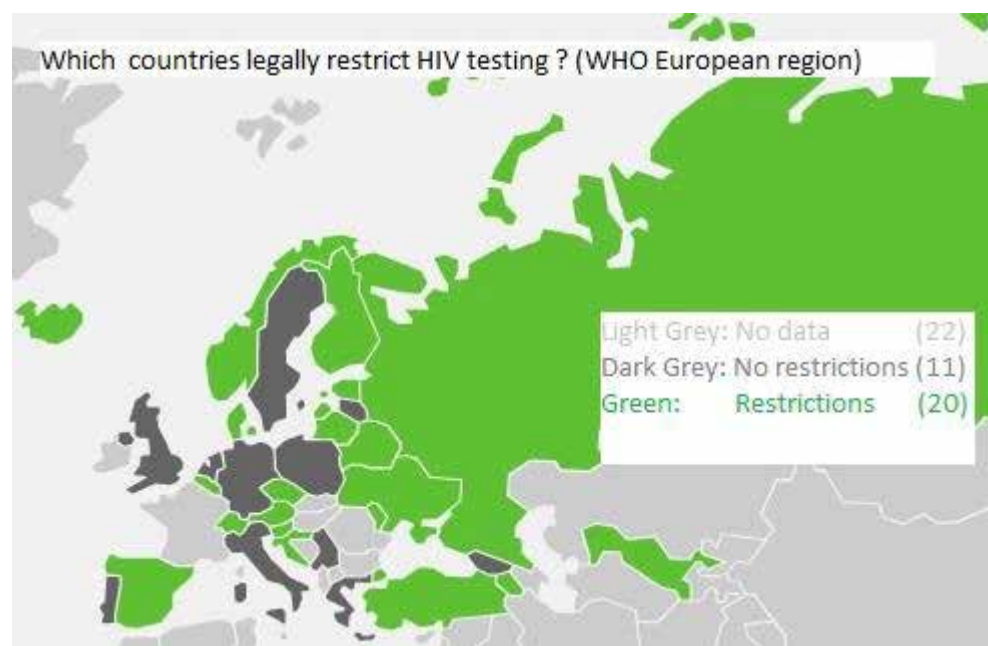 Which countries legally restrict HIV testing ? (WHO European region)
Light Grey: No data (22)
Dark Grey: No restrictions (11)
Green: Restrictions (20)